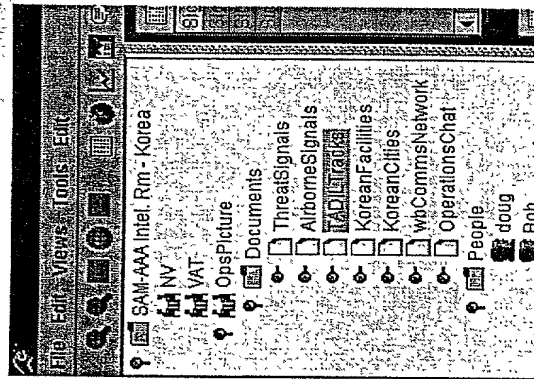 File Edit Views Tools Edit
SAM-AAA Intel. Rm - Korea
NV
VAT
OpsPicture
Documents
ThreatSignals
AirborneSignals
TADILTracks
KoreanFacilities
KoreanCities
wbCommsNetwork
OperationsChat
People
doug
Bob